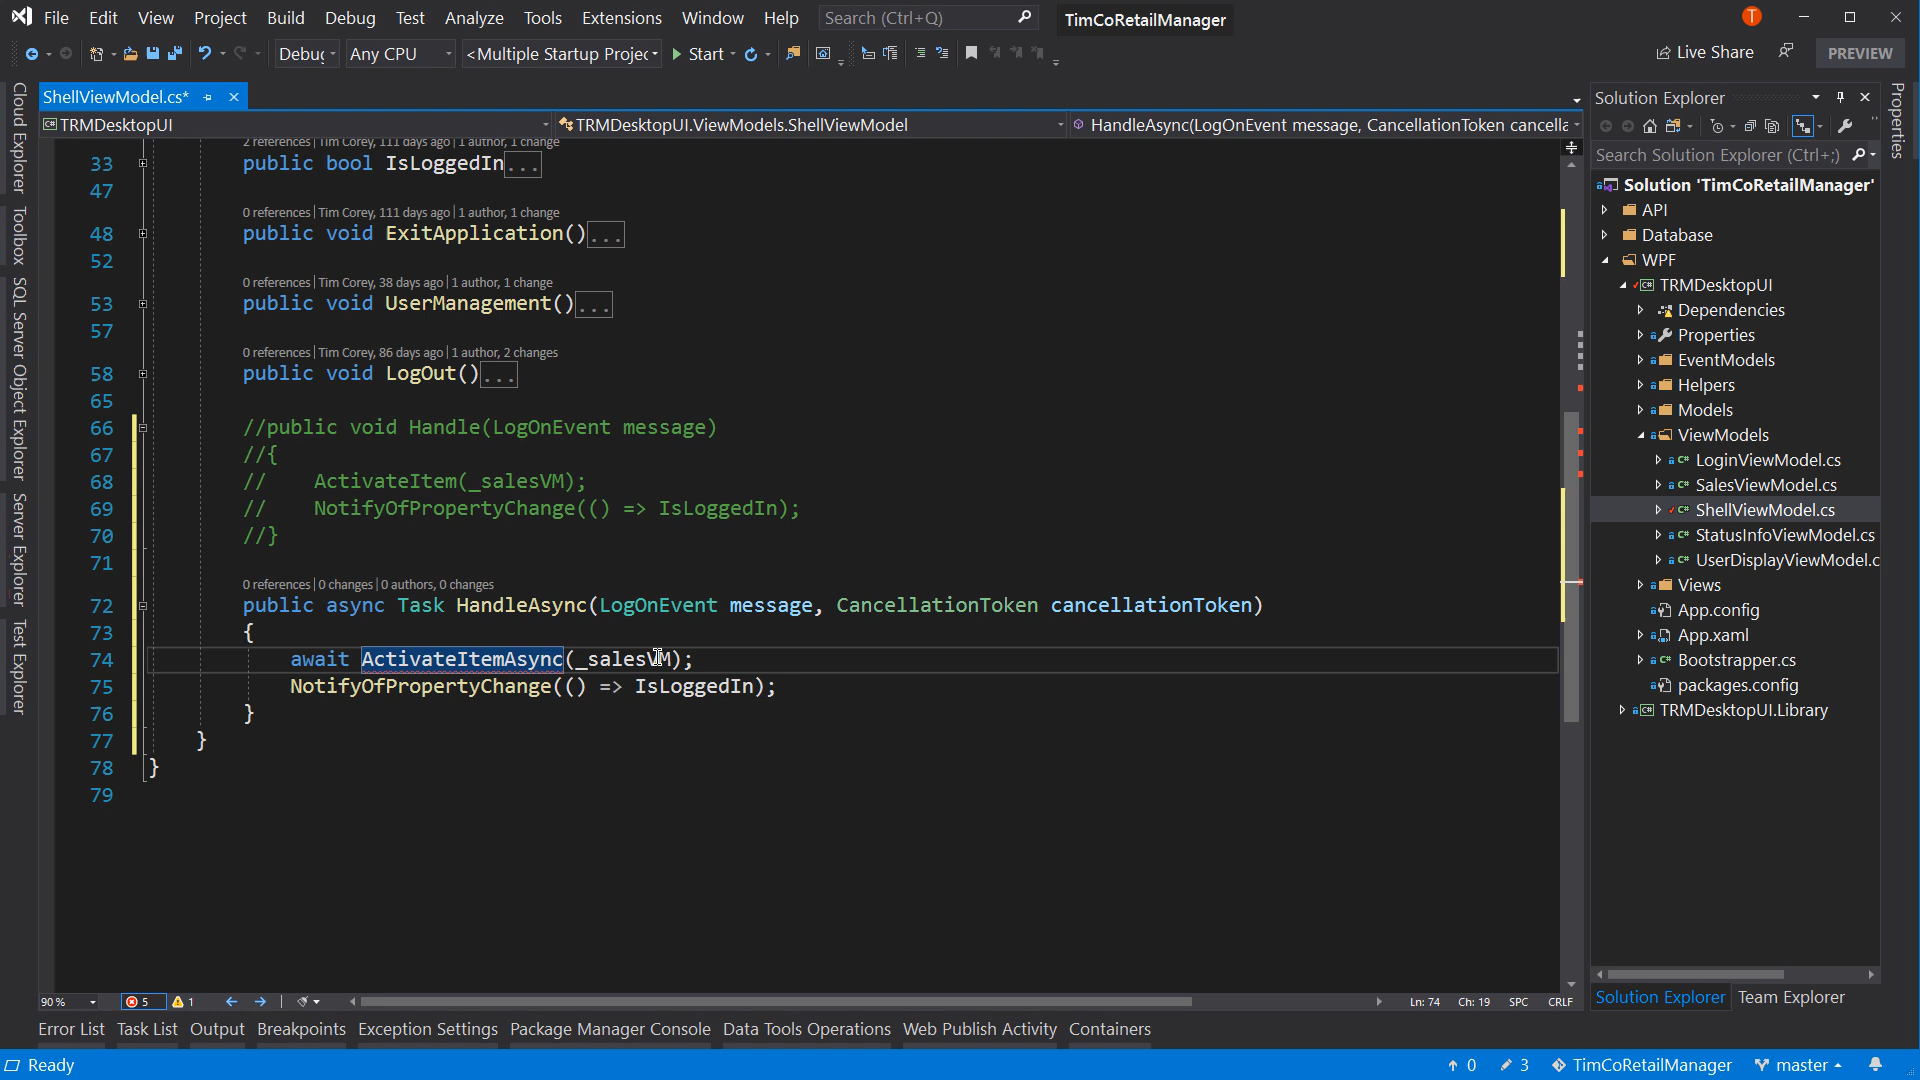 File Edit View Project Build Debug Test Analyze Tools Extensions Window Help Search (Ctrl+Q) TimCoRetailManager T
Debug Any CPU <Multiple Startup Projec Start Live Share PREVIEW
Cloud Explorer
Toolbox
SQL Server Object Explorer
Server Explorer
Test Explorer
ShellViewModel.cs*
TRMDesktopUI TRMDesktopUI.ViewModels.ShellViewModel HandleAsync(LogOnEvent message, CancellationToken cancella
2 references | Tim Corey, 111 days ago | 1 author, 1 change
33 public bool IsLoggedIn...
47
0 references | Tim Corey, 111 days ago | 1 author, 1 change
48 public void ExitApplication()...
52
0 references | Tim Corey, 38 days ago | 1 author, 1 change
53 public void UserManagement()...
57
0 references | Tim Corey, 86 days ago | 1 author, 2 changes
58 public void LogOut()...
65
66 //public void Handle(LogOnEvent message)
67 //{
68 //    ActivateItem(_salesVM);
69 //    NotifyOfPropertyChange(() => IsLoggedIn);
70 //}
71
0 references | 0 changes | 0 authors, 0 changes
72 public async Task HandleAsync(LogOnEvent message, CancellationToken cancellationToken)
73 {
74 await ActivateItemAsync(_salesVM);
75 NotifyOfPropertyChange(() => IsLoggedIn);
76 }
77 }
78 }
79
90 % 5 1 Ln: 74 Ch: 19 SPC CRLF
Solution Explorer
Search Solution Explorer (Ctrl+;)
Solution 'TimCoRetailManager'
API
Database
WPF
TRMDesktopUI
Dependencies
Properties
EventModels
Helpers
Models
ViewModels
LoginViewModel.cs
SalesViewModel.cs
ShellViewModel.cs
StatusInfoViewModel.cs
UserDisplayViewModel.c
Views
App.config
App.xaml
Bootstrapper.cs
packages.config
TRMDesktopUI.Library
Solution Explorer Team Explorer
Properties
Error List Task List Output Breakpoints Exception Settings Package Manager Console Data Tools Operations Web Publish Activity Containers
Ready 0 3 TimCoRetailManager master